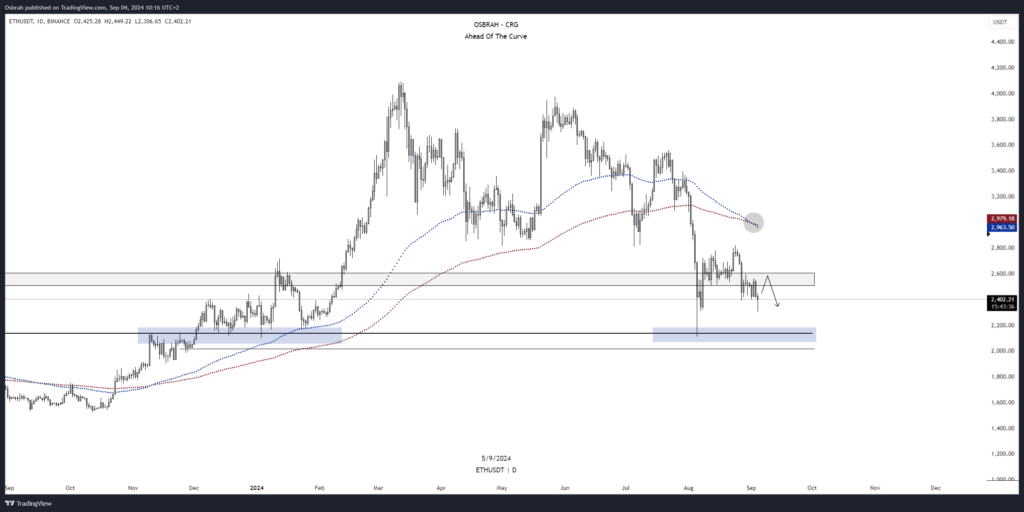 Osbrah published on TradingView.com, Sep 04, 2024 10:16 UTC+2
ETHUSDT, 1D, BINANCE O2,425.28 H2,449.22 L2,306.65 C2,402.21
USDT
OSBRAH - CRG
Ahead Of The Curve
4,400.00
4,200.00
4,000.00
3,800.00
3,600.00
3,400.00
3,200.00
2,979.18
2,963.50
2,800.00
2,600.00
2,402.21
15:43:36
2,200.00
2,000.00
1,800.00
1,600.00
1,400.00
1,200.00
1,000.00
5/9/2024
ETHUSDT | D
Sep Oct Nov Dec 2024 Feb Mar Apr May Jun Jul Aug Sep Oct Nov Dec
TradingView